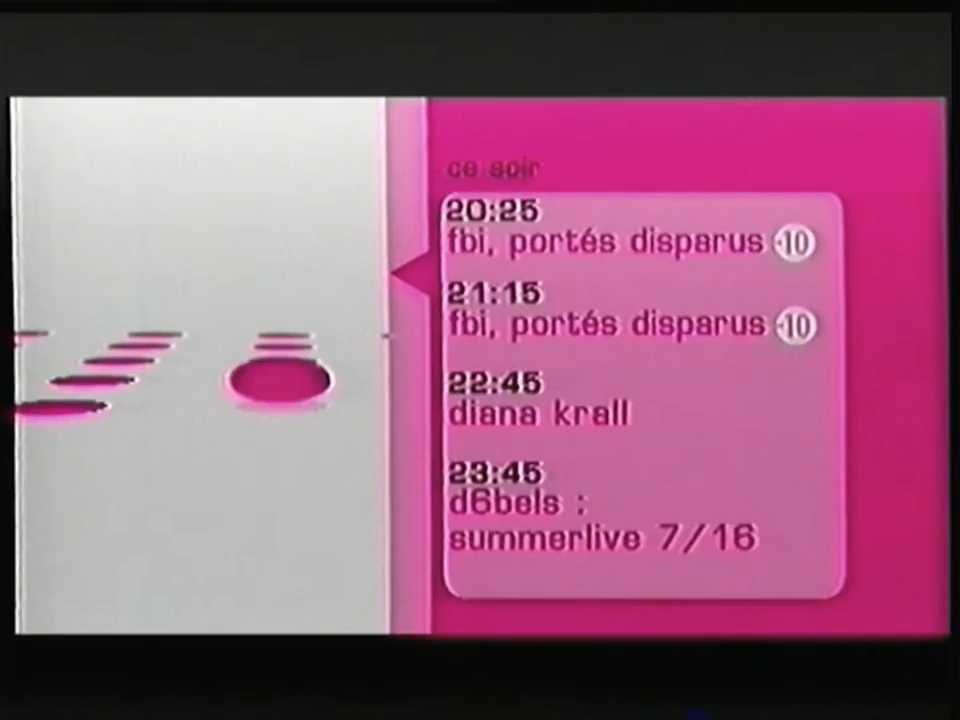 ce soir
20:25
fbi, portés disparus -10
21:15
fbi, portés disparus -10
22:45
diana krall
23:45
d6bels :
summerlive 7/16